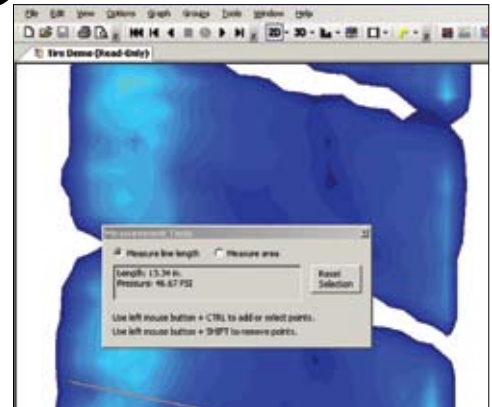 File Edit View Options Graph Groups Tools Window Help
2D 3D
Tire Demo (Read-Only)
Measurement Tools
Measure line length Measure area
Length: 13.34 in.
Pressure: 46.67 PSI
Reset
Selection
Use left mouse button + CTRL to add or select points.
Use left mouse button + SHIFT to remove points.